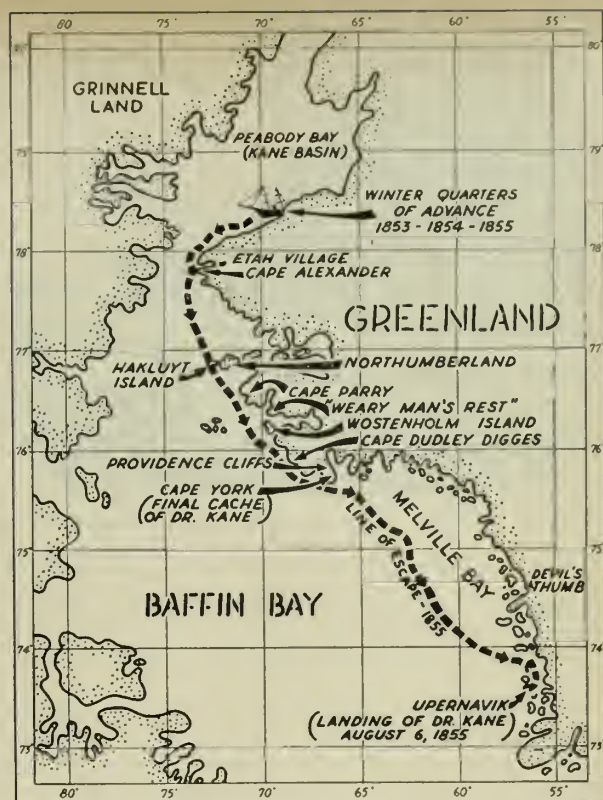 80° 75° 70° 65° 60° 55°
80°
80°
GRINNELL
LAND
PEABODY BAY
(KANE BASIN)
79°
79°
WINTER QUARTERS
OF ADVANCE
1853 - 1854 - 1855
78°
78°
ETAH VILLAGE
CAPE ALEXANDER
GREENLAND
77°
77°
HAKLUYT
ISLAND
NORTHUMBERLAND
CAPE PARRY
"WEARY MAN'S REST"
WOSTENHOLM ISLAND
CAPE DUDLEY DIGGES
76°
76°
PROVIDENCE CLIFFS
CAPE YORK
(FINAL CACHE
OF DR. KANE)
MELVILLE BAY
LINE OF ESCAPE - 1855
75°
75°
DEVIL'S
THUMB
BAFFIN BAY
74°
74°
UPERNAVIK
(LANDING OF DR. KANE)
AUGUST 6, 1855
73°
73°
80° 75° 70° 65° 60° 55°